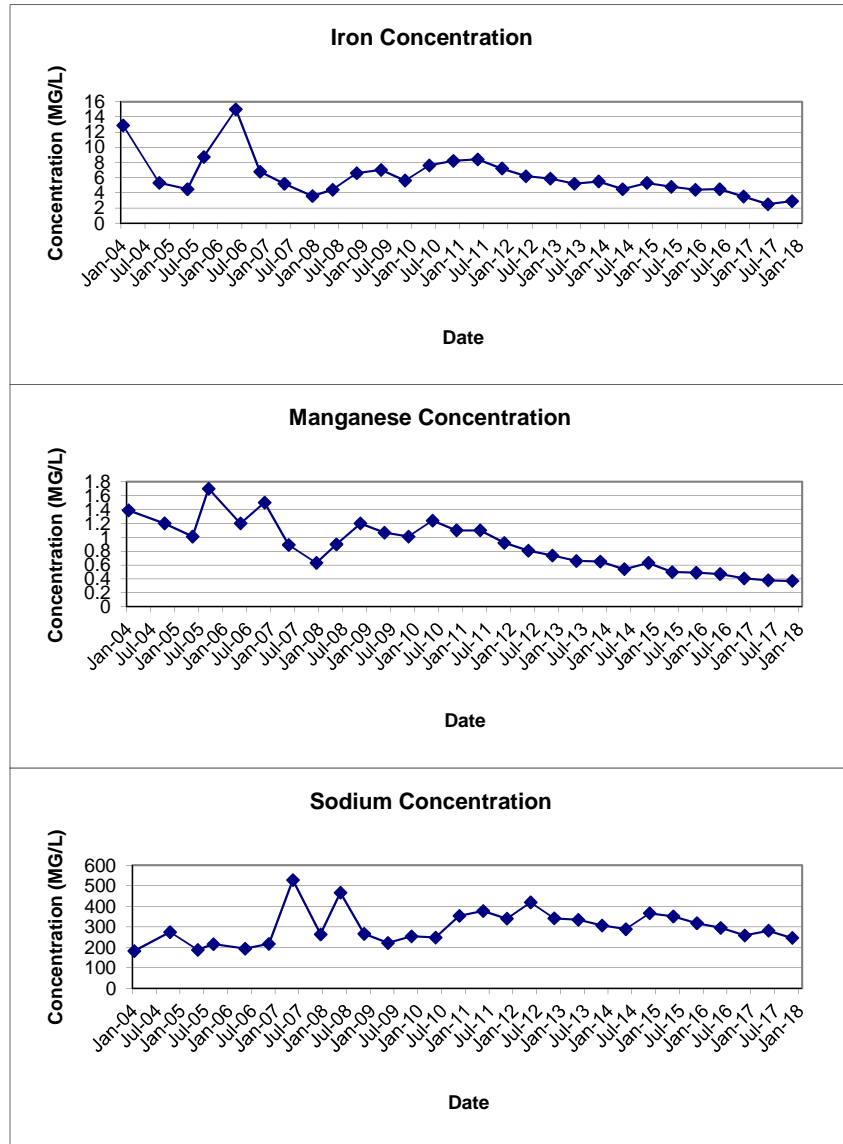 Iron Concentration
Concentration (MG/L)
16
14
12
10
8
6
4
2
0
Jan-04
Jul-04
Jan-05
Jul-05
Jan-06
Jul-06
Jan-07
Jul-07
Jan-08
Jul-08
Jan-09
Jul-09
Jan-10
Jul-10
Jan-11
Jul-11
Jan-12
Jul-12
Jan-13
Jul-13
Jan-14
Jul-14
Jan-15
Jul-15
Jan-16
Jul-16
Jan-17
Jul-17
Jan-18
Date
Manganese Concentration
Concentration (MG/L)
1.8
1.6
1.4
1.2
1
0.8
0.6
0.4
0.2
0
Jan-04
Jul-04
Jan-05
Jul-05
Jan-06
Jul-06
Jan-07
Jul-07
Jan-08
Jul-08
Jan-09
Jul-09
Jan-10
Jul-10
Jan-11
Jul-11
Jan-12
Jul-12
Jan-13
Jul-13
Jan-14
Jul-14
Jan-15
Jul-15
Jan-16
Jul-16
Jan-17
Jul-17
Jan-18
Date
Sodium Concentration
Concentration (MG/L)
600
500
400
300
200
100
0
Jan-04
Jul-04
Jan-05
Jul-05
Jan-06
Jul-06
Jan-07
Jul-07
Jan-08
Jul-08
Jan-09
Jul-09
Jan-10
Jul-10
Jan-11
Jul-11
Jan-12
Jul-12
Jan-13
Jul-13
Jan-14
Jul-14
Jan-15
Jul-15
Jan-16
Jul-16
Jan-17
Jul-17
Jan-18
Date